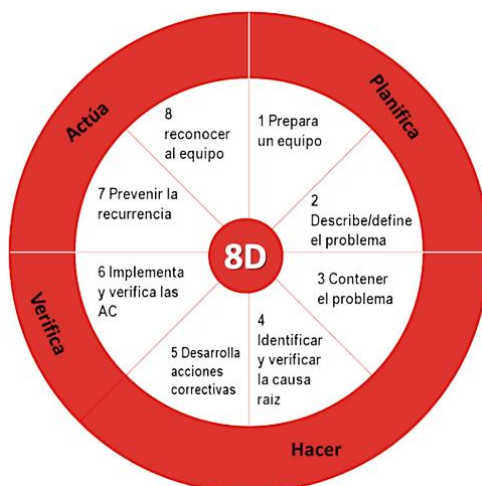 Planifica
1 Prepara
un equipo
2
Describe/define
el problema
3 Contener
el problema
Hacer
4
Identificar
y verificar
la causa
raiz
5 Desarrolla
acciones
correctivas
Verifica
6 Implementa
y verifica las
AC
Actúa
7 Prevenir la
recurrencia
8
reconocer
al equipo
8D